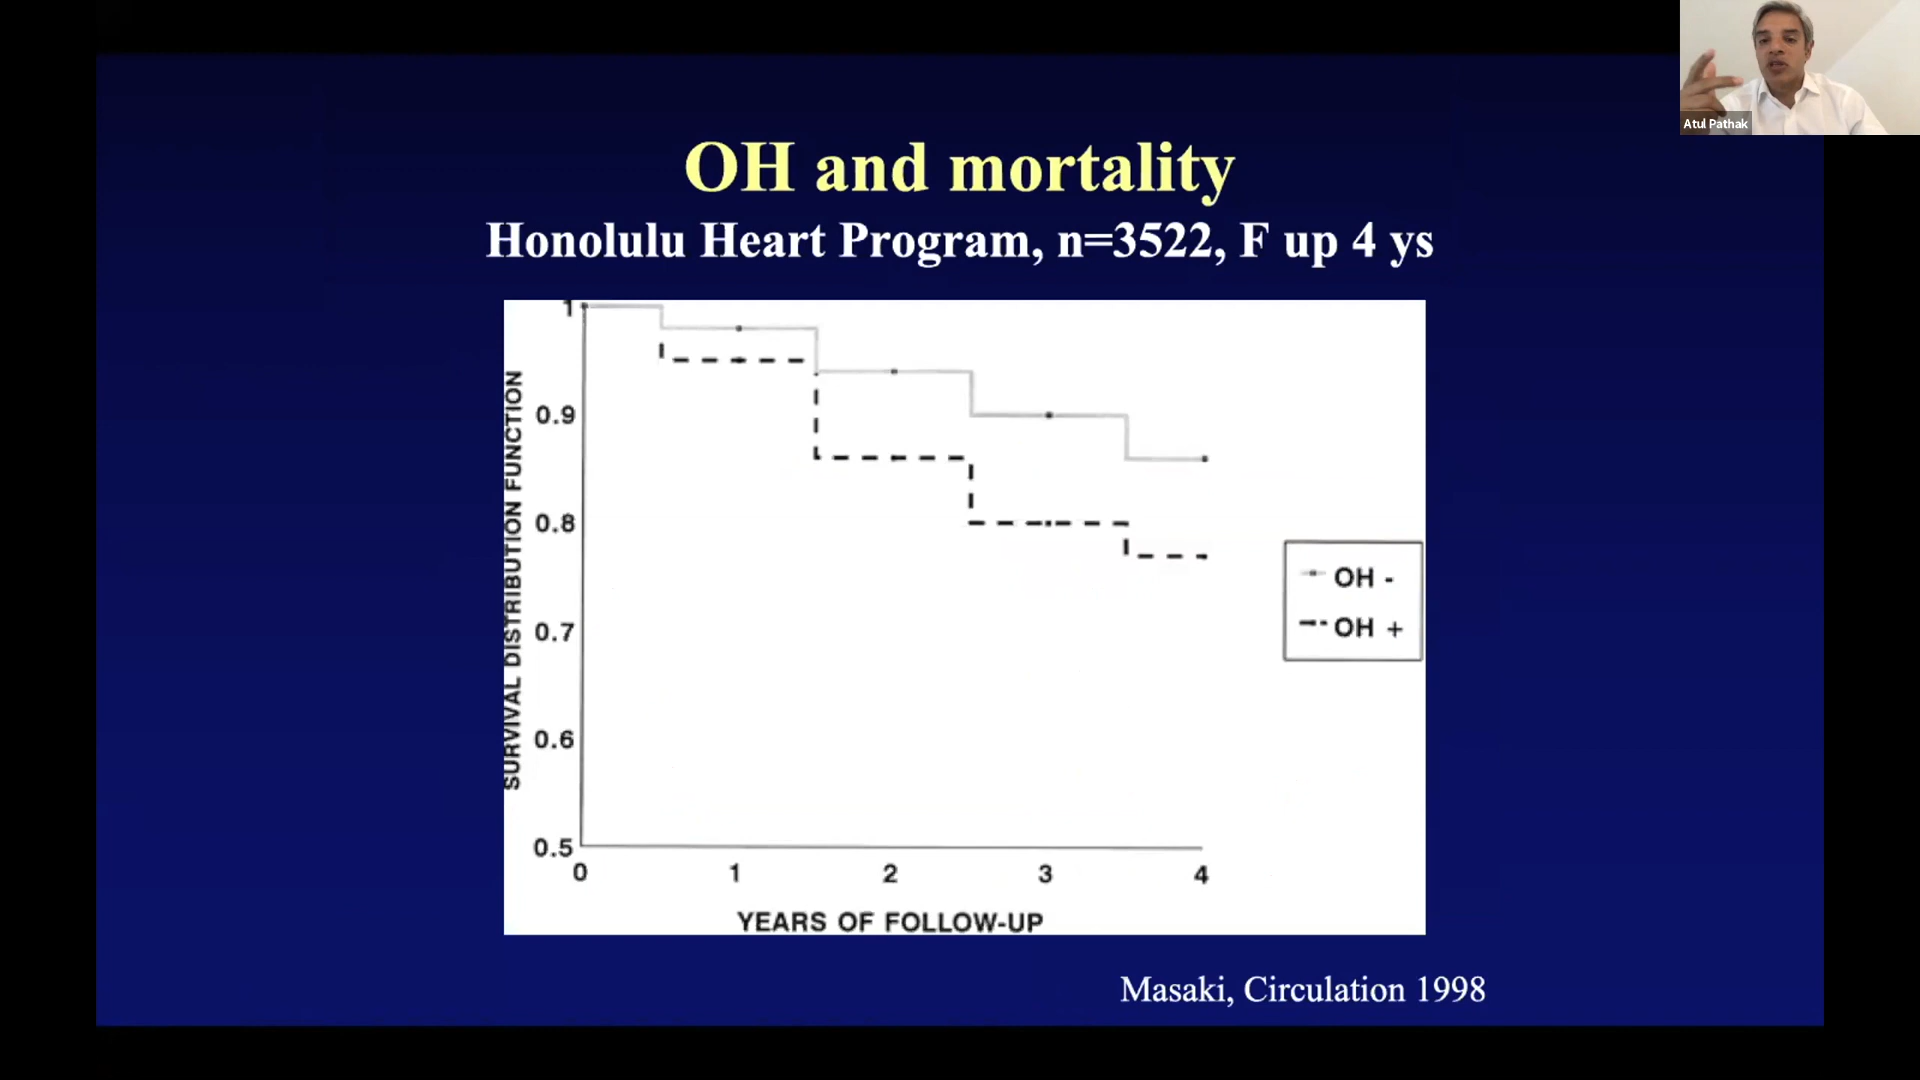 Atul Pathak
OH and mortality
Honolulu Heart Program, n=3522, F up 4 ys
SURVIVAL DISTRIBUTION FUNCTION
1
0.9
0.8
0.7
0.6
0.5
0 1 2 3 4
YEARS OF FOLLOW-UP
OH -
OH +
Masaki, Circulation 1998